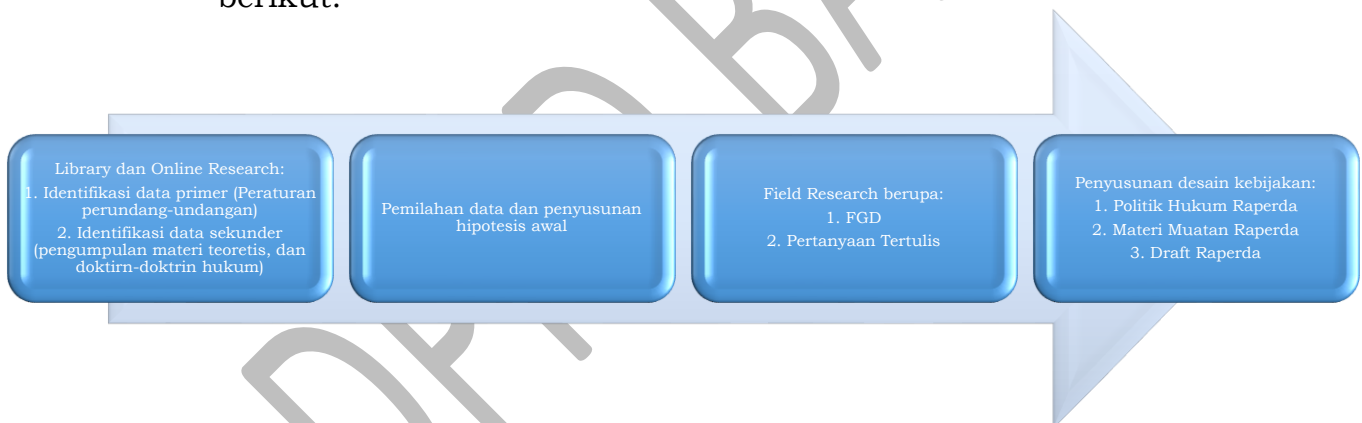 berikut:
Library dan Online Research:
1. Identifikasi data primer (Peraturan
perundang-undangan)
2. Identifikasi data sekunder
(pengumpulan materi teoretis, dan
doktirn-doktrin hukum)
Pemilahan data dan penyusunan
hipotesis awal
Field Research berupa:
1. FGD
2. Pertanyaan Tertulis
Penyusunan desain kebijakan:
1. Politik Hukum Raperda
2. Materi Muatan Raperda
3. Draft Raperda